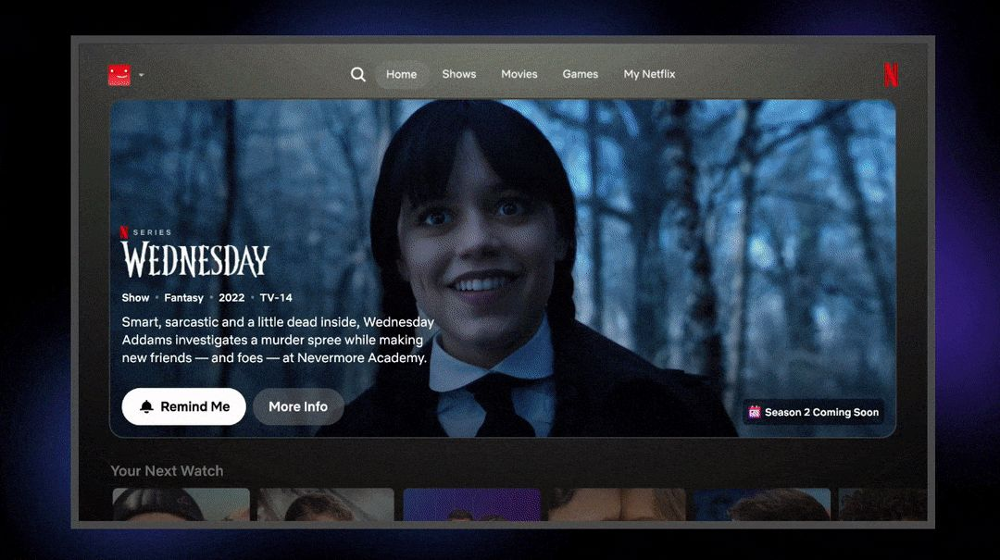 Home Shows Movies Games My Netflix
N
N SERIES
WEDNESDAY
Show • Fantasy • 2022 • TV-14
Smart, sarcastic and a little dead inside, Wednesday
Addams investigates a murder spree while making
new friends — and foes — at Nevermore Academy.
Remind Me More Info
Season 2 Coming Soon
Your Next Watch